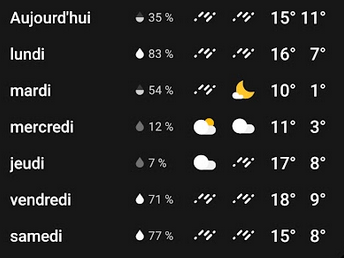 Aujourd'hui 35 % 15° 11°
lundi 83 % 16° 7°
mardi 54 % 10° 1°
mercredi 12 % 11° 3°
jeudi 7 % 17° 8°
vendredi 71 % 18° 9°
samedi 77 % 15° 8°